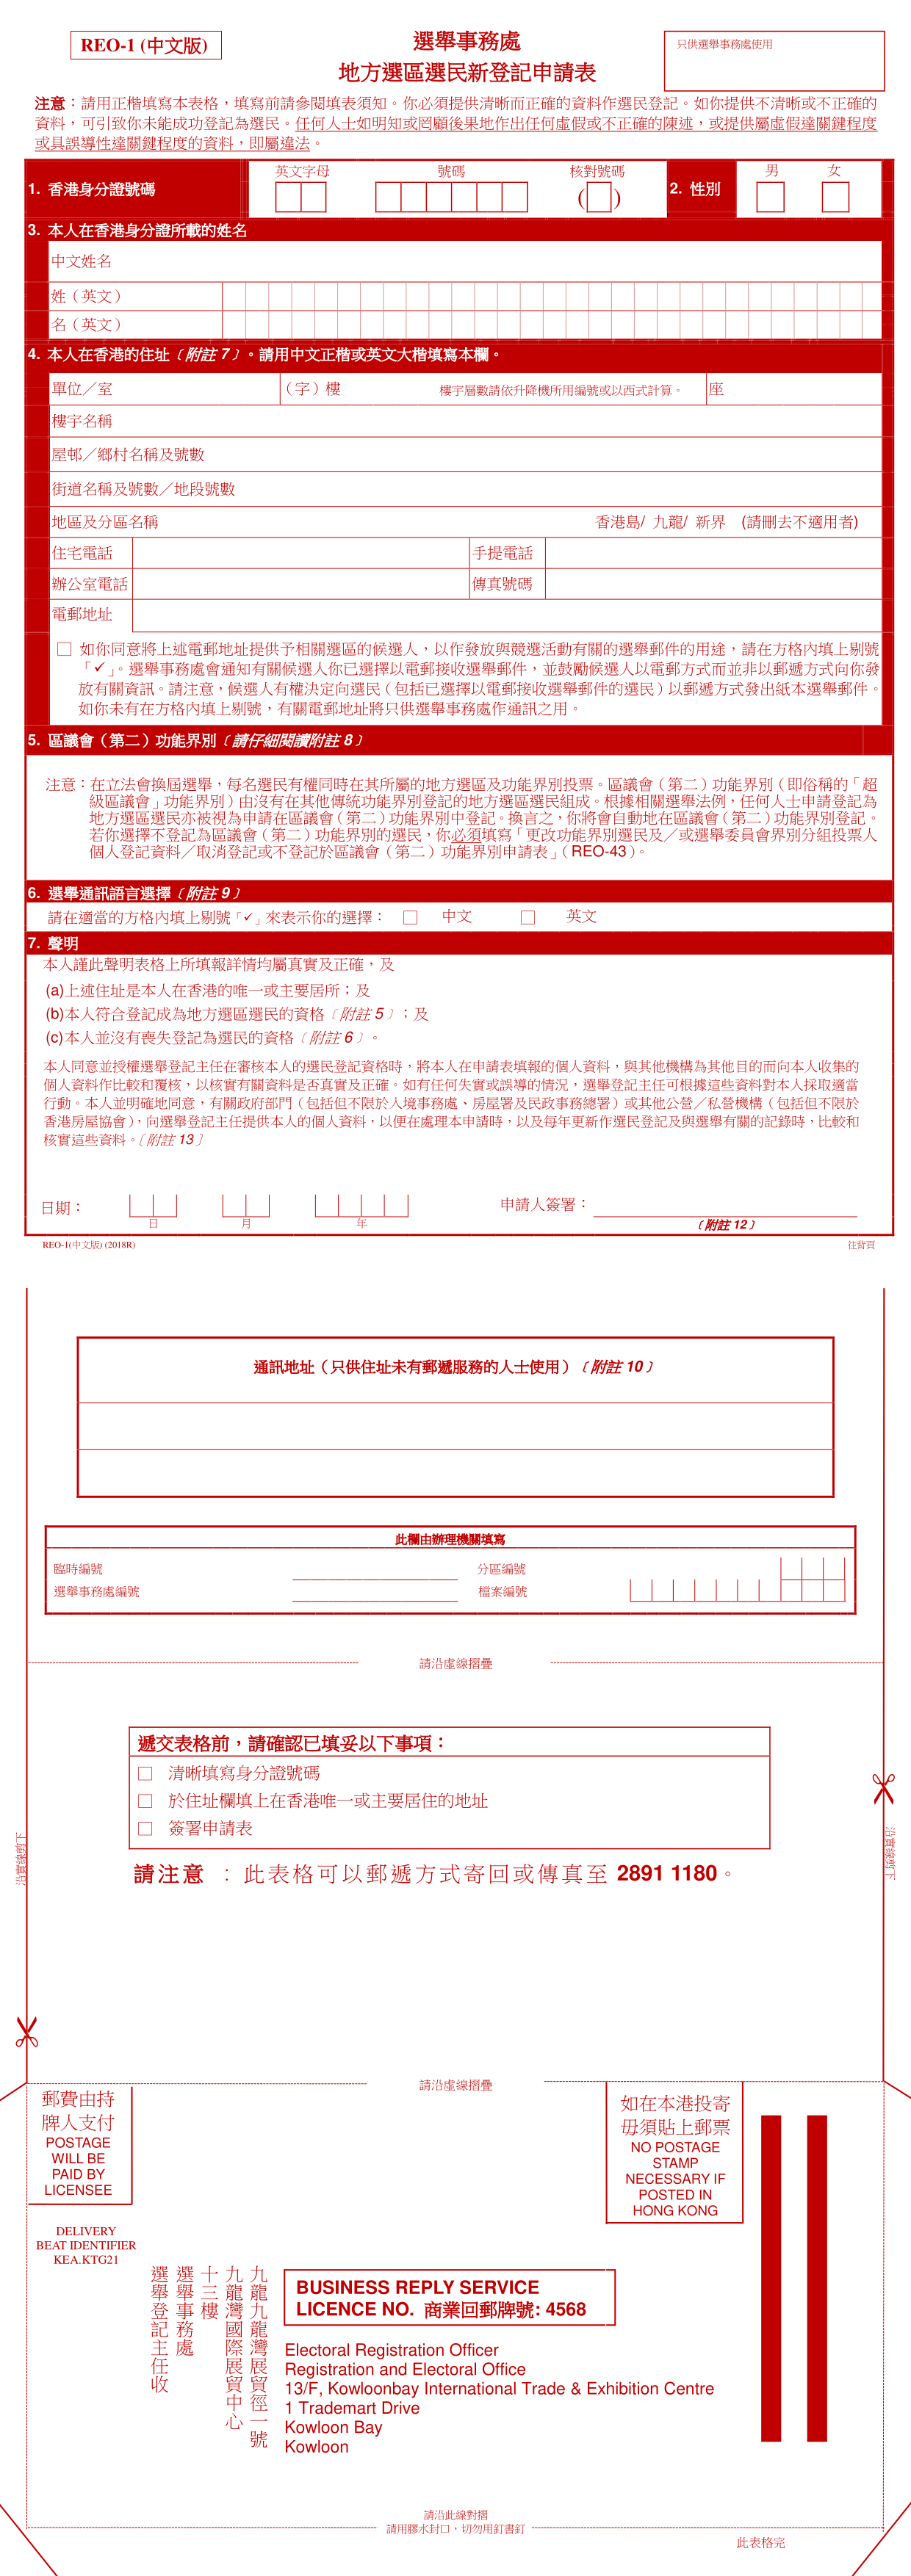 REO-1 (中文版)
選舉事務處
地方選區選民新登記申請表
只供選舉事務處使用
注意：請用正楷填寫本表格，填寫前請參閱填表須知。你必須提供清晰而正確的資料作選民登記。如你提供不清晰或不正確的
資料，可引致你未能成功登記為選民。任何人士如明知或罔顧後果地作出任何虛假或不正確的陳述，或提供屬虛假達關鍵程度
或具誤導性達關鍵程度的資料，即屬違法。
1. 香港身分證號碼
英文字母
號碼
核對號碼
( )
2. 性別
男
女
3. 本人在香港身分證所載的姓名
中文姓名
姓（英文）
名（英文）
4. 本人在香港的住址﹝附註 7﹞。請用中文正楷或英文大楷填寫本欄。
單位／室
（字）樓
樓宇層數請依升降機所用編號或以西式計算。
座
樓宇名稱
屋邨／鄉村名稱及號數
街道名稱及號數／地段號數
地區及分區名稱
香港島/ 九龍/ 新界 (請刪去不適用者)
住宅電話
手提電話
辦公室電話
傳真號碼
電郵地址
□ 如你同意將上述電郵地址提供予相關選區的候選人，以作發放與競選活動有關的選舉郵件的用途，請在方格內填上剔號
「✓」。選舉事務處會通知有關候選人你已選擇以電郵接收選舉郵件，並鼓勵候選人以電郵方式而並非以郵遞方式向你發
放有關資訊。請注意，候選人有權決定向選民（包括已選擇以電郵接收選舉郵件的選民）以郵遞方式發出紙本選舉郵件。
如你未有在方格內填上剔號，有關電郵地址將只供選舉事務處作通訊之用。
5. 區議會（第二）功能界別﹝請仔細閱讀附註 8﹞
注意：在立法會換屆選舉，每名選民有權同時在其所屬的地方選區及功能界別投票。區議會（第二）功能界別（即俗稱的「超
級區議會」功能界別）由沒有在其他傳統功能界別登記的地方選區選民組成。根據相關選舉法例，任何人士申請登記為
地方選區選民亦被視為申請在區議會（第二）功能界別中登記。換言之，你將會自動地在區議會（第二）功能界別登記。
若你選擇不登記為區議會（第二）功能界別的選民，你必須填寫「更改功能界別選民及／或選舉委員會界別分組投票人
個人登記資料／取消登記或不登記於區議會（第二）功能界別申請表」（REO-43）。
6. 選舉通訊語言選擇﹝附註 9﹞
請在適當的方格內填上剔號「✓」來表示你的選擇： □ 中文 □ 英文
7. 聲明
本人謹此聲明表格上所填報詳情均屬真實及正確，及
(a)上述住址是本人在香港的唯一或主要居所；及
(b)本人符合登記成為地方選區選民的資格﹝附註 5﹞；及
(c)本人並沒有喪失登記為選民的資格﹝附註 6﹞。
本人同意並授權選舉登記主任在審核本人的選民登記資格時，將本人在申請表填報的個人資料，與其他機構為其他目的而向本人收集的
個人資料作比較和覆核，以核實有關資料是否真實及正確。如有任何失實或誤導的情況，選舉登記主任可根據這些資料對本人採取適當
行動。本人並明確地同意，有關政府部門（包括但不限於入境事務處、房屋署及民政事務總署）或其他公營／私營機構（包括但不限於
香港房屋協會），向選舉登記主任提供本人的個人資料，以便在處理本申請時，以及每年更新作選民登記及與選舉有關的記錄時，比較和
核實這些資料。﹝附註 13﹞
日期：
日
月
年
申請人簽署：
﹝附註 12﹞
REO-1(中文版) (2018R)
往背頁
通訊地址（只供住址未有郵遞服務的人士使用）﹝附註 10﹞
此欄由辦理機關填寫
臨時編號
分區編號
選舉事務處編號
檔案編號
請沿虛線摺疊
遞交表格前，請確認已填妥以下事項：
□ 清晰填寫身分證號碼
□ 於住址欄填上在香港唯一或主要居住的地址
□ 簽署申請表
沿實線剪下
沿實線剪下
請注意 ： 此表格可以郵遞方式寄回或傳真至 2891 1180。
請沿虛線摺疊
郵費由持
牌人支付
POSTAGE
WILL BE
PAID BY
LICENSEE
如在本港投寄
毋須貼上郵票
NO POSTAGE
STAMP
NECESSARY IF
POSTED IN
HONG KONG
DELIVERY
BEAT IDENTIFIER
KEA.KTG21
九龍九龍灣展貿徑一號
九龍灣國際展貿中心
十三樓
選舉事務處
選舉登記主任收
BUSINESS REPLY SERVICE
LICENCE NO. 商業回郵牌號: 4568
Electoral Registration Officer
Registration and Electoral Office
13/F, Kowloonbay International Trade & Exhibition Centre
1 Trademart Drive
Kowloon Bay
Kowloon
請沿此線對摺
請用膠水封口，切勿用釘書釘
此表格完